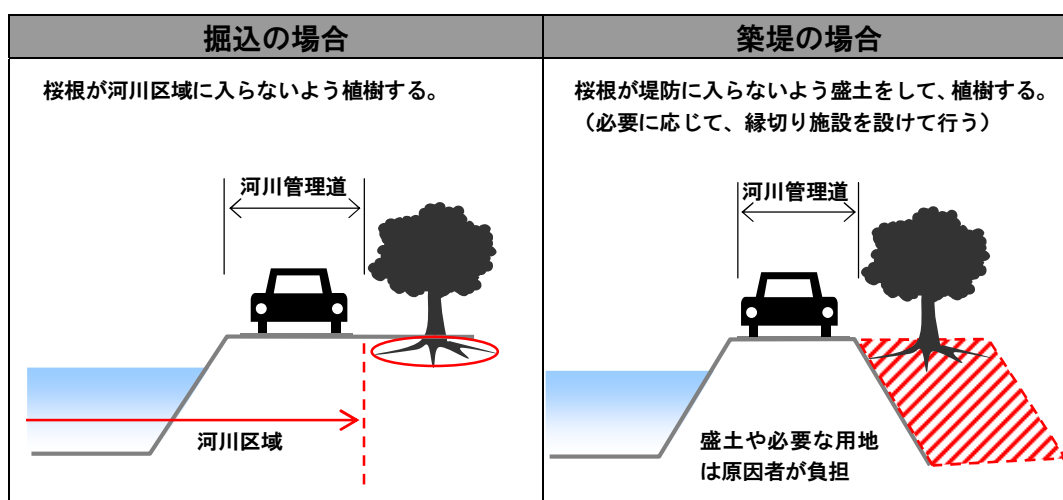 掘込の場合
桜根が河川区域に入らないよう植樹する。
河川管理道
河川区域
築堤の場合
桜根が堤防に入らないよう盛土をして、植樹する。
（必要に応じて、縁切り施設を設けて行う）
河川管理道
盛土や必要な用地
は原因者が負担